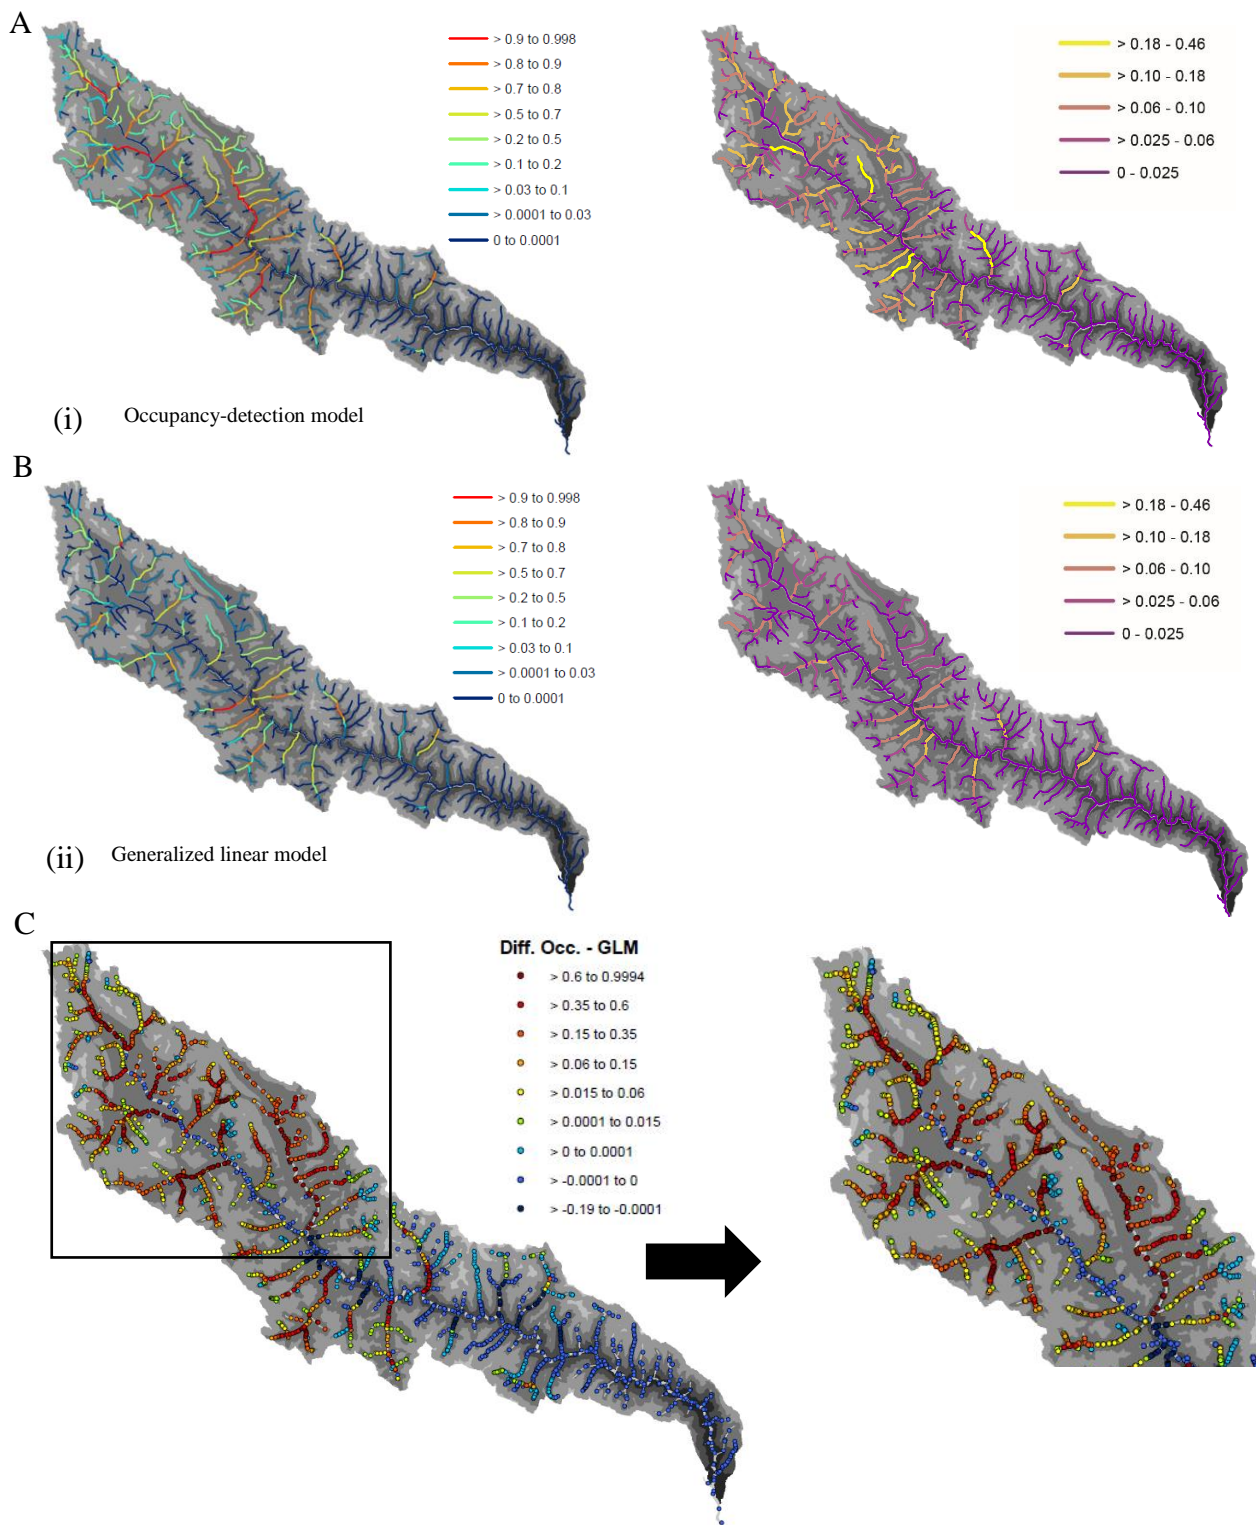 A
> 0.9 to 0.998
> 0.8 to 0.9
> 0.7 to 0.8
> 0.5 to 0.7
> 0.2 to 0.5
> 0.1 to 0.2
> 0.03 to 0.1
> 0.0001 to 0.03
0 to 0.0001
> 0.18 - 0.46
> 0.10 - 0.18
> 0.06 - 0.10
> 0.025 - 0.06
0 - 0.025
(i) Occupancy-detection model
B
> 0.9 to 0.998
> 0.8 to 0.9
> 0.7 to 0.8
> 0.5 to 0.7
> 0.2 to 0.5
> 0.1 to 0.2
> 0.03 to 0.1
> 0.0001 to 0.03
0 to 0.0001
> 0.18 - 0.46
> 0.10 - 0.18
> 0.06 - 0.10
> 0.025 - 0.06
0 - 0.025
(ii) Generalized linear model
C
Diff. Occ. - GLM
> 0.6 to 0.9994
> 0.35 to 0.6
> 0.15 to 0.35
> 0.06 to 0.15
> 0.015 to 0.06
> 0.0001 to 0.015
> 0 to 0.0001
> -0.0001 to 0
> -0.19 to -0.0001